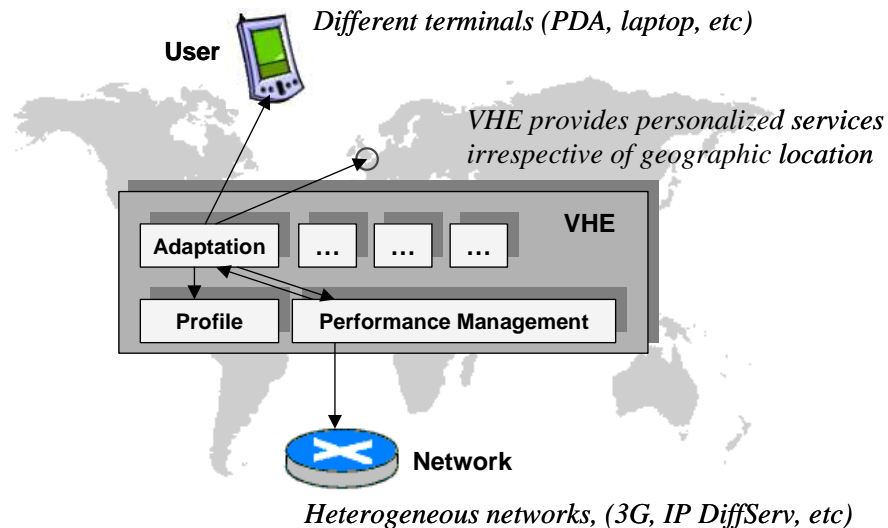 Different terminals (PDA, laptop, etc)
User
VHE provides personalized services
irrespective of geographic location
VHE
Adaptation
...
...
...
Profile
Performance Management
Network
Heterogeneous networks, (3G, IP DiffServ, etc)